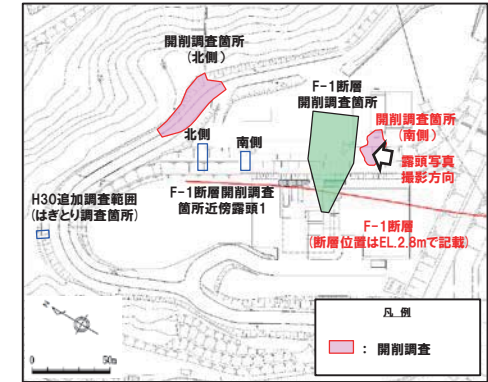 開削調査箇所
(北側)
F-1断層
開削調査箇所
開削調査箇所
(南側)
北側
南側
露頭写真
撮影方向
H30追加調査範囲
(はぎとり調査箇所)
F-1断層開削調査
箇所近傍露頭1
F-1断層
(断層位置はEL.2.8mで記載)
N
凡 例
: 開削調査
0
50m